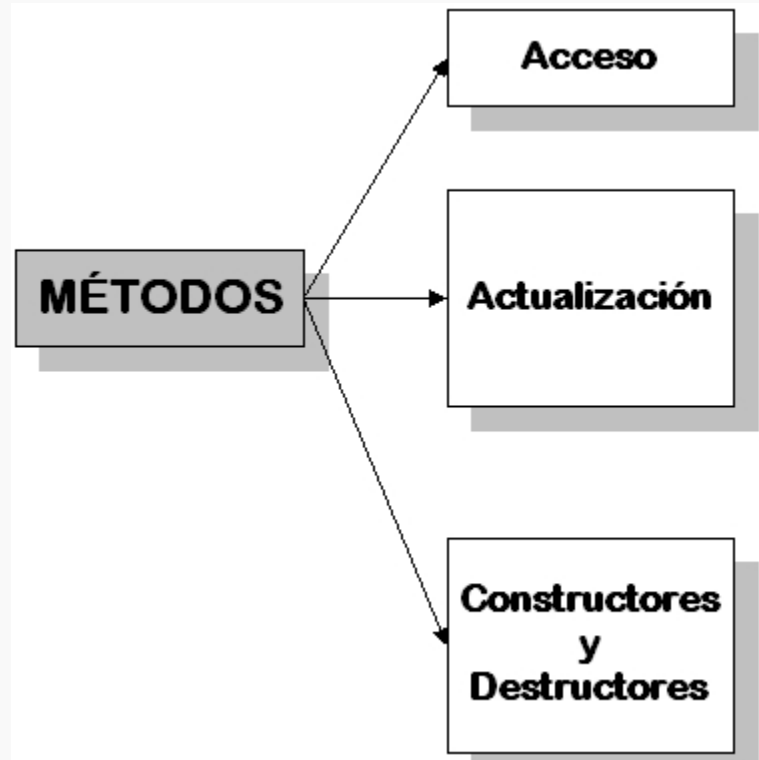 Acceso
MÉTODOS
Actualización
Constructores
y
Destructores